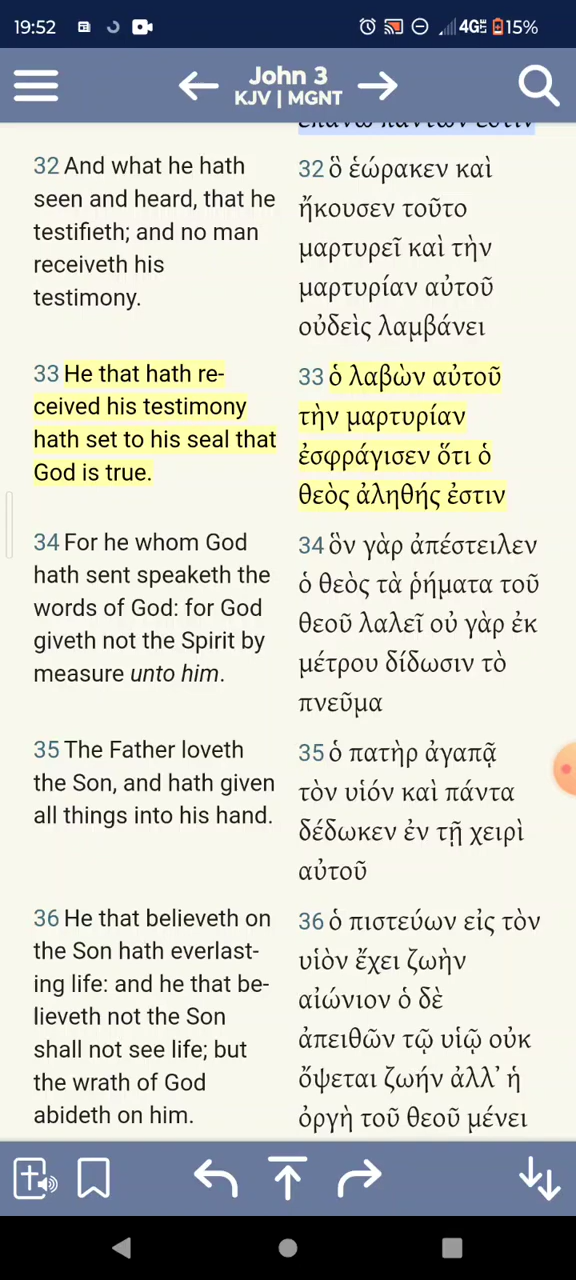 19:52
4G
15%
John 3
KJV | MGNT
ἐπάνω πάντων ἐστίν
32 And what he hath
seen and heard, that he
testifieth; and no man
receiveth his
testimony.
32 ὃ ἑώρακεν καὶ
ἤκουσεν τοῦτο
μαρτυρεῖ καὶ τὴν
μαρτυρίαν αὐτοῦ
οὐδεὶς λαμβάνει
33 He that hath re-
ceived his testimony
hath set to his seal that
God is true.
33 ὁ λαβὼν αὐτοῦ
τὴν μαρτυρίαν
ἐσφράγισεν ὅτι ὁ
θεὸς ἀληθής ἐστιν
34 For he whom God
hath sent speaketh the
words of God: for God
giveth not the Spirit by
measure unto him.
34 ὃν γὰρ ἀπέστειλεν
ὁ θεὸς τὰ ῥήματα τοῦ
θεοῦ λαλεῖ οὐ γὰρ ἐκ
μέτρου δίδωσιν τὸ
πνεῦμα
35 The Father loveth
the Son, and hath given
all things into his hand.
35 ὁ πατὴρ ἀγαπᾷ
τὸν υἱόν καὶ πάντα
δέδωκεν ἐν τῇ χειρὶ
αὐτοῦ
36 He that believeth on
the Son hath everlast-
ing life: and he that be-
lieveth not the Son
shall not see life; but
the wrath of God
abideth on him.
36 ὁ πιστεύων εἰς τὸν
υἱὸν ἔχει ζωὴν
αἰώνιον ὁ δὲ
ἀπειθῶν τῷ υἱῷ οὐκ
ὄψεται ζωήν ἀλλ’ ἡ
ὀργὴ τοῦ θεοῦ μένει